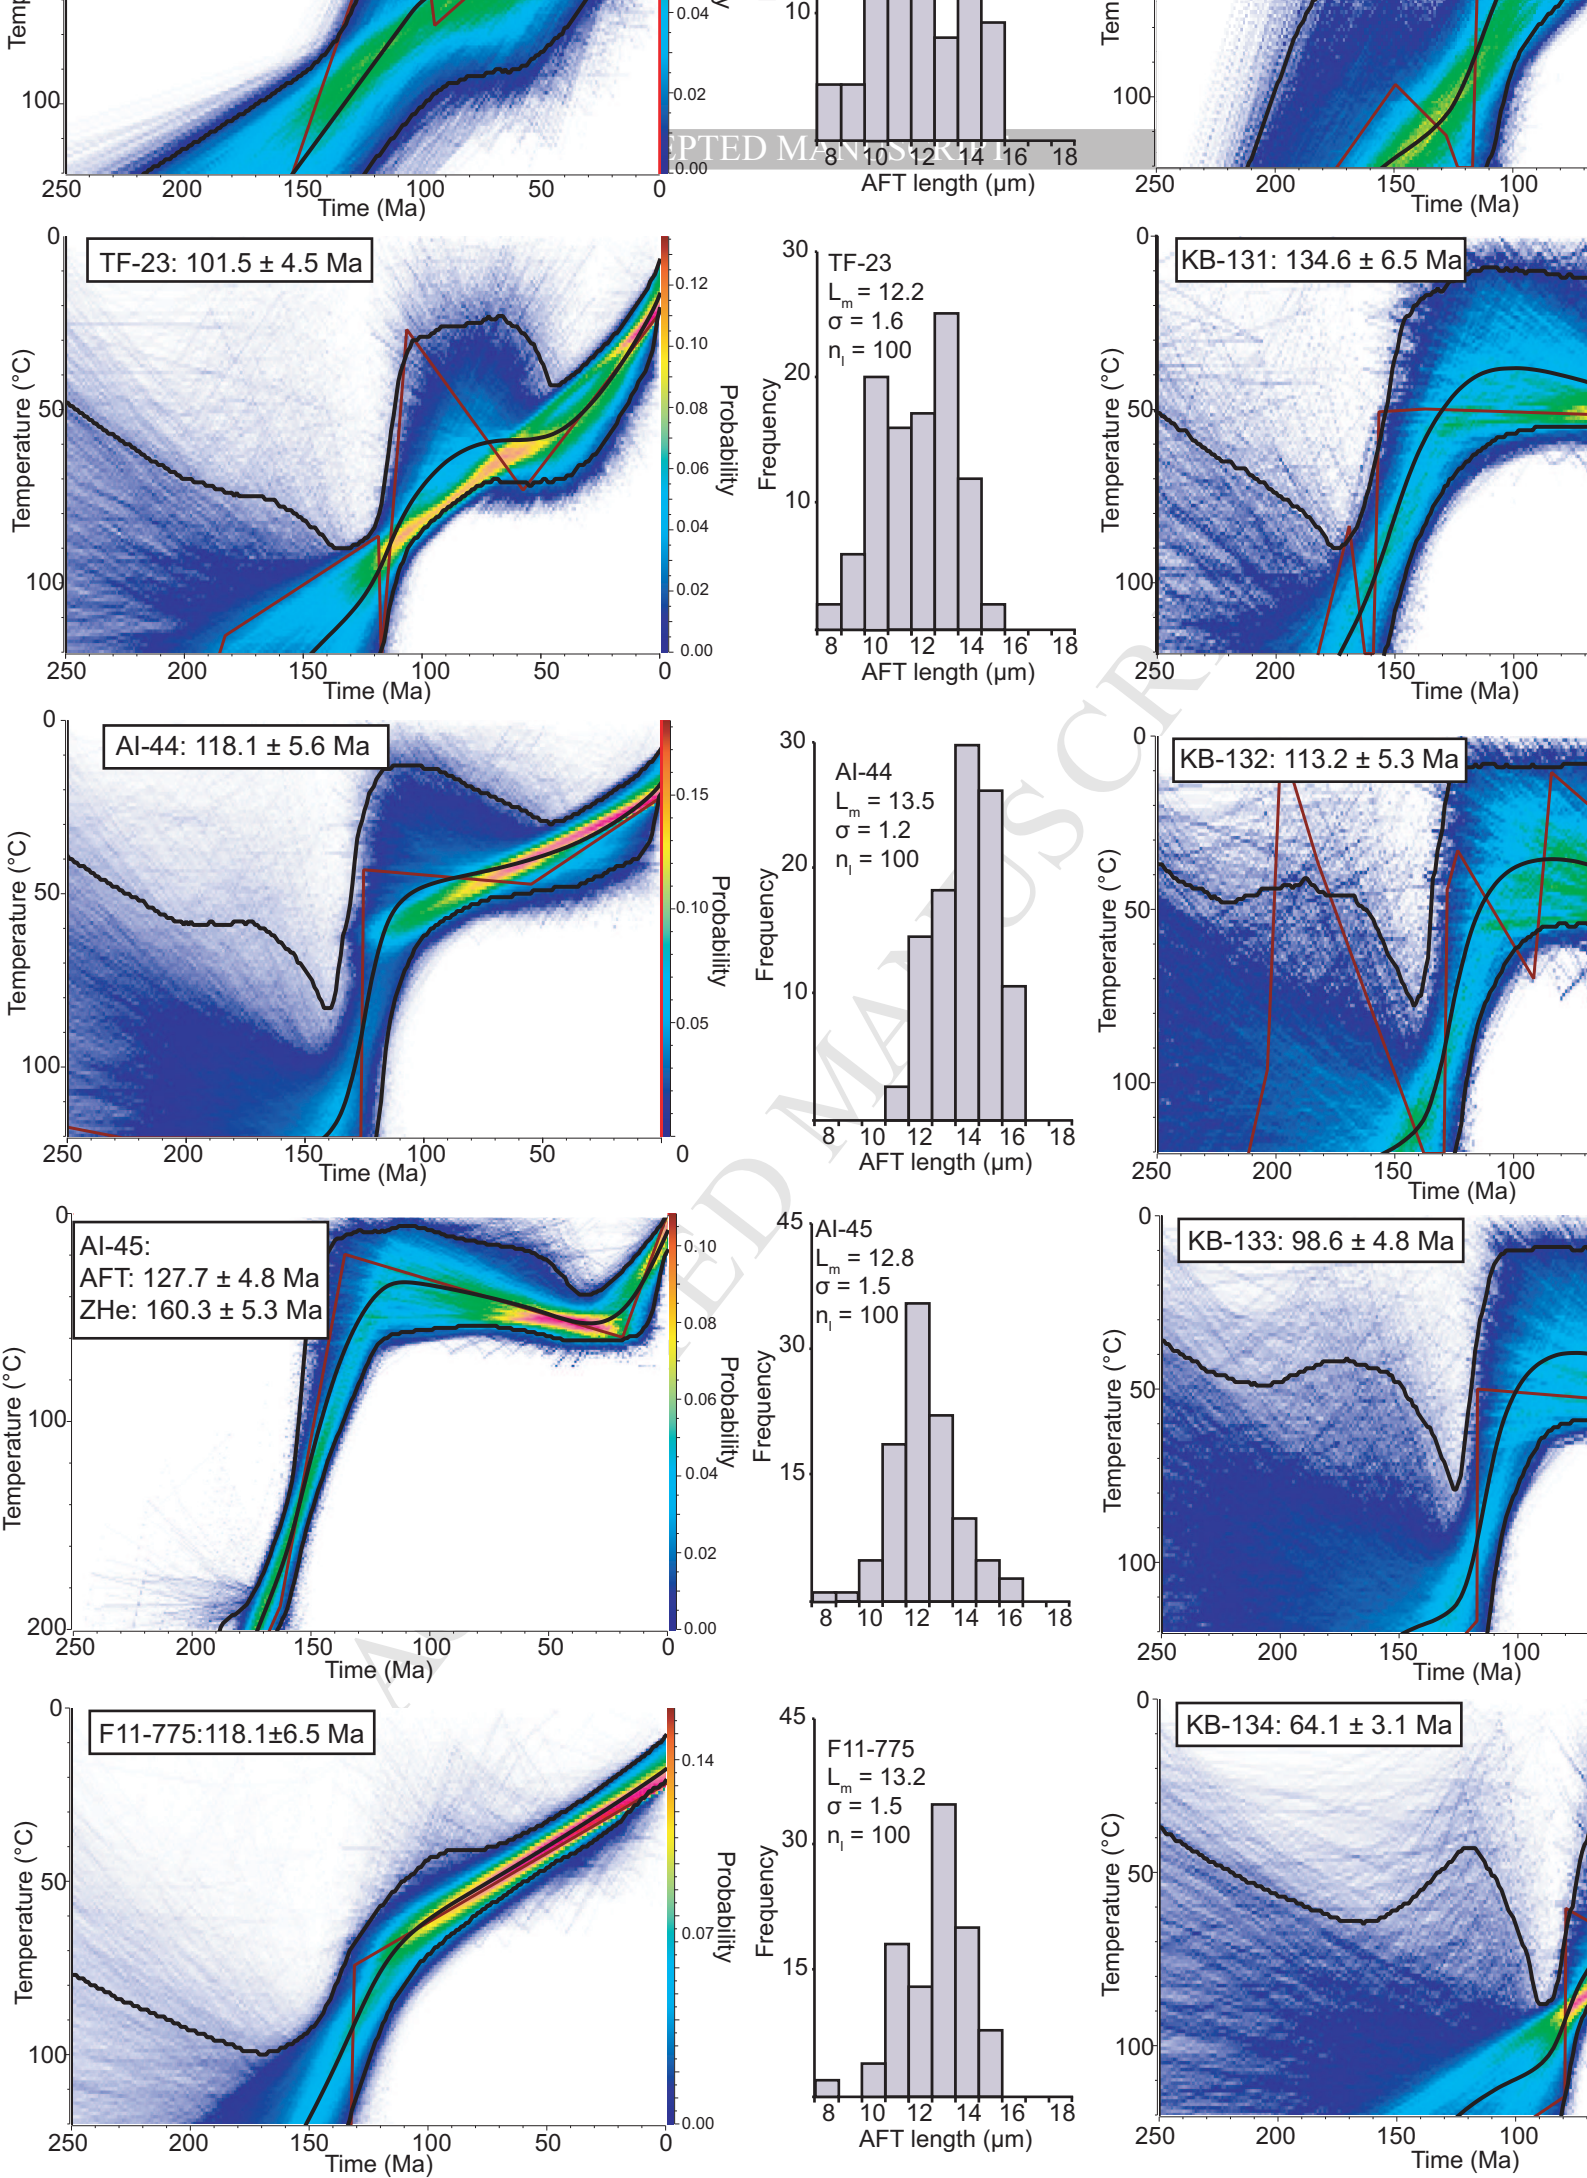 Temp
100
250 200 150 100 50 0
Time (Ma)
0.04
0.02
0.00
10
8 10 12 14 16 18
AFT length (µm)
EPTED MANUSCRIPT
Tem
100
250 200 150 100
Time (Ma)
TF-23: 101.5 ± 4.5 Ma
0
50
100
Temperature (°C)
250 200 150 100 50 0
Time (Ma)
0.12
0.10
0.08
0.06
0.04
0.02
0.00
Probability
TF-23
Lm = 12.2
σ = 1.6
nl = 100
30
20
10
Frequency
8 10 12 14 16 18
AFT length (µm)
KB-131: 134.6 ± 6.5 Ma
0
50
100
Temperature (°C)
250 200 150 100
Time (Ma)
AI-44: 118.1 ± 5.6 Ma
0
50
100
Temperature (°C)
250 200 150 100 50 0
Time (Ma)
0.15
0.10
0.05
Probability
AI-44
Lm = 13.5
σ = 1.2
nl = 100
30
20
10
Frequency
8 10 12 14 16 18
AFT length (µm)
KB-132: 113.2 ± 5.3 Ma
0
50
100
Temperature (°C)
250 200 150 100
Time (Ma)
AI-45:
AFT: 127.7 ± 4.8 Ma
ZHe: 160.3 ± 5.3 Ma
0
100
200
Temperature (°C)
250 200 150 100 50 0
Time (Ma)
0.10
0.08
0.06
0.04
0.02
0.00
Probability
AI-45
Lm = 12.8
σ = 1.5
nl = 100
45
30
15
Frequency
8 10 12 14 16 18
AFT length (µm)
KB-133: 98.6 ± 4.8 Ma
0
50
100
Temperature (°C)
250 200 150 100
Time (Ma)
F11-775:118.1±6.5 Ma
0
50
100
Temperature (°C)
250 200 150 100 50 0
Time (Ma)
0.14
0.07
0.00
Probability
F11-775
Lm = 13.2
σ = 1.5
nl = 100
45
30
15
Frequency
8 10 12 14 16 18
AFT length (µm)
KB-134: 64.1 ± 3.1 Ma
0
50
100
Temperature (°C)
250 200 150 100
Time (Ma)